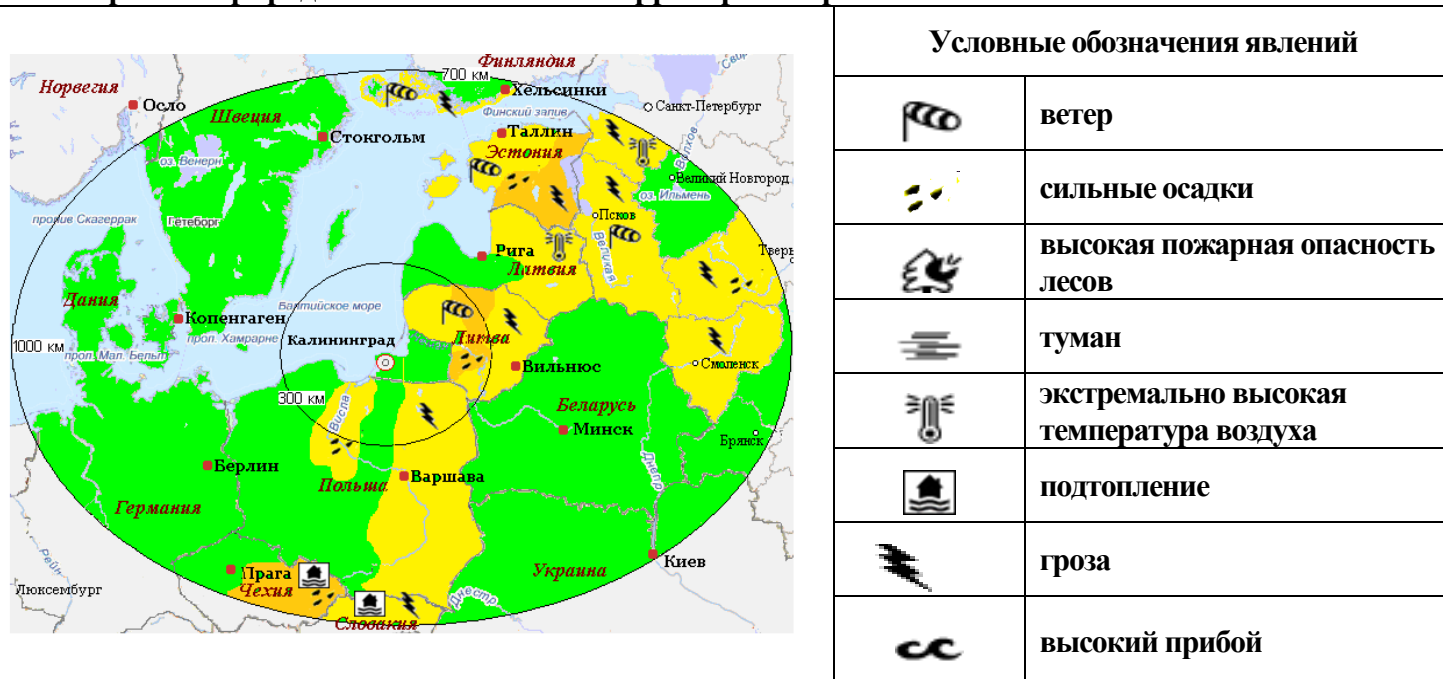 Финляндия
700 км
Норвегия
Хельсинки
Осло
Санкт-Петербург
Швеция
Финский залив
Стокгольм
Таллин
Эстония
Волхов
оз. Венерн
Великий Новгород
оз. Ильмень
Псков
пролив Скагеррак
Гетеборг
Великая
Рига
Латвия
Дания
Балтийское море
Копенгаген
прол. Хамрарне
Калининград
Литва
1000 км
прол. Мал. Бельт
Смоленск
Вильнюс
300 км
Висла
Беларусь
Минск
Брянск
Берлин
Варшава
Польша
Днепр
Германия
Рейн
Киев
Прага
Украина
Люксембург
Чехия
Днестр
Словакия
Условные обозначения явлений
ветер
сильные осадки
высокая пожарная опасность
лесов
туман
экстремально высокая
температура воздуха
подтопление
гроза
высокий прибой